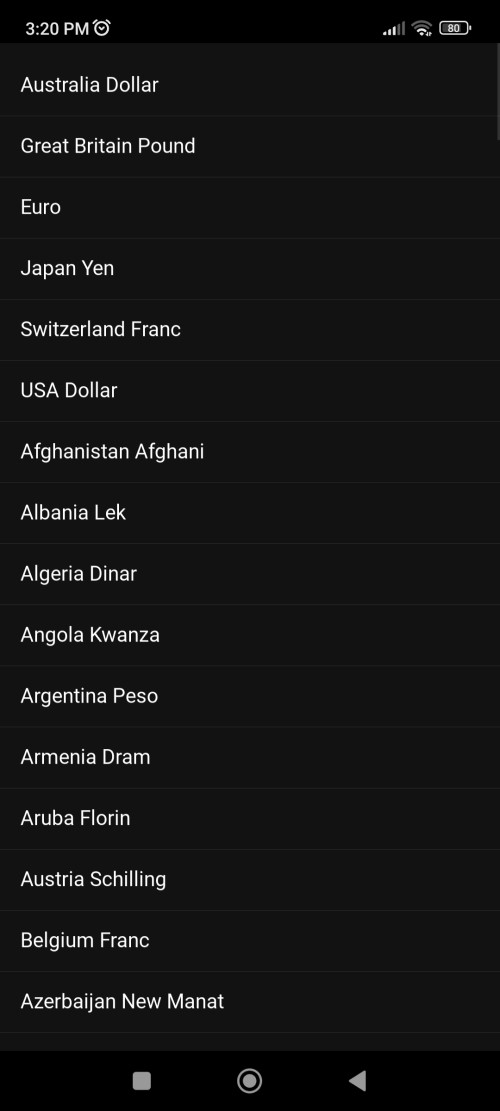 3:20 PM
80
Australia Dollar
Great Britain Pound
Euro
Japan Yen
Switzerland Franc
USA Dollar
Afghanistan Afghani
Albania Lek
Algeria Dinar
Angola Kwanza
Argentina Peso
Armenia Dram
Aruba Florin
Austria Schilling
Belgium Franc
Azerbaijan New Manat